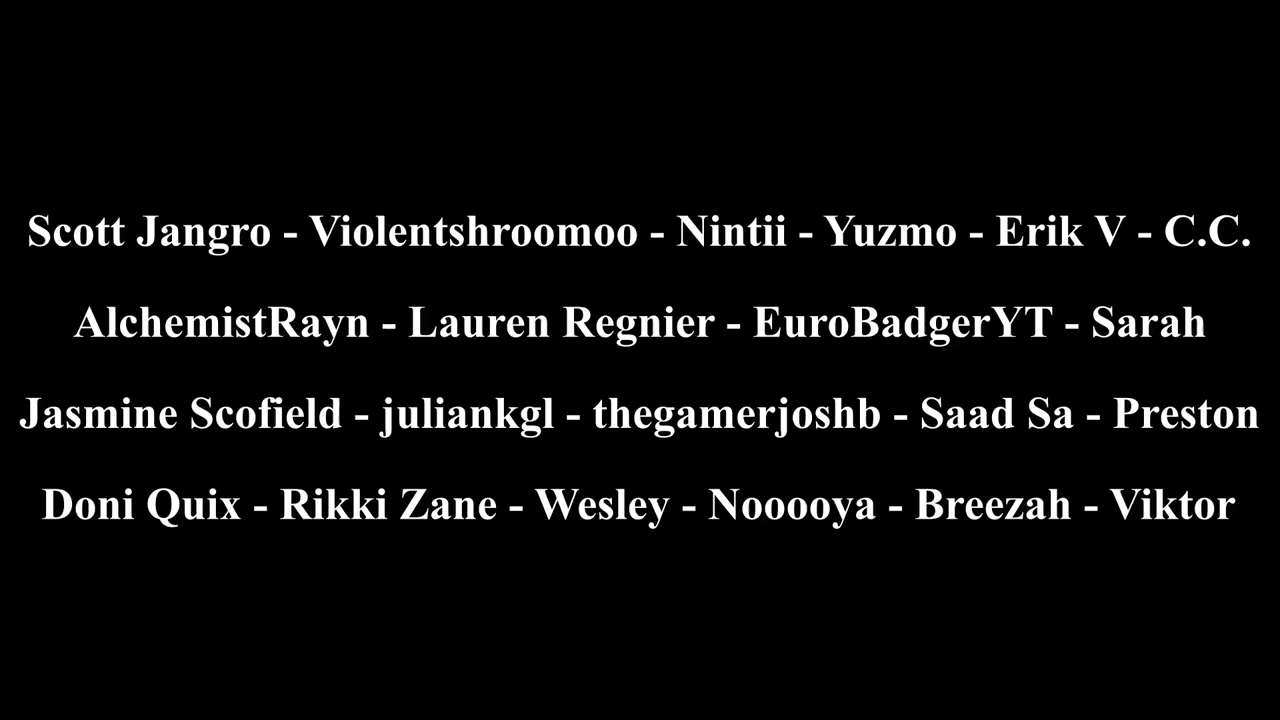 Scott Jangro - Violentshroomoo - Nintii - Yuzmo - Erik V - C.C.
AlchemistRayn - Lauren Regnier - EuroBadgerYT - Sarah
Jasmine Scofield - juliankgl - thegamerjoshb - Saad Sa - Preston
Doni Quix - Rikki Zane - Wesley - Nooooya - Breezah - Viktor